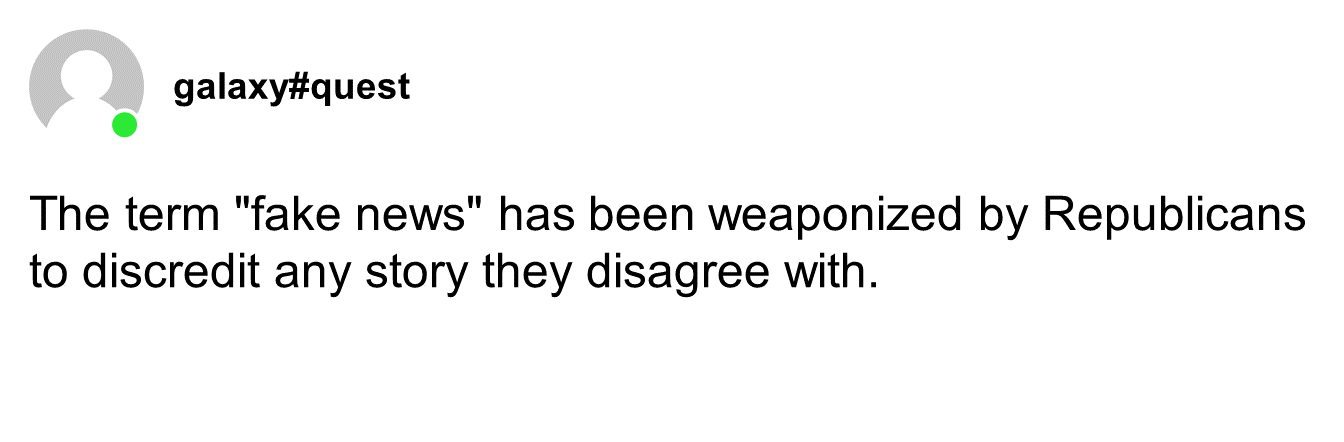 galaxy#quest
The term "fake news" has been weaponized by Republicans
to discredit any story they disagree with.